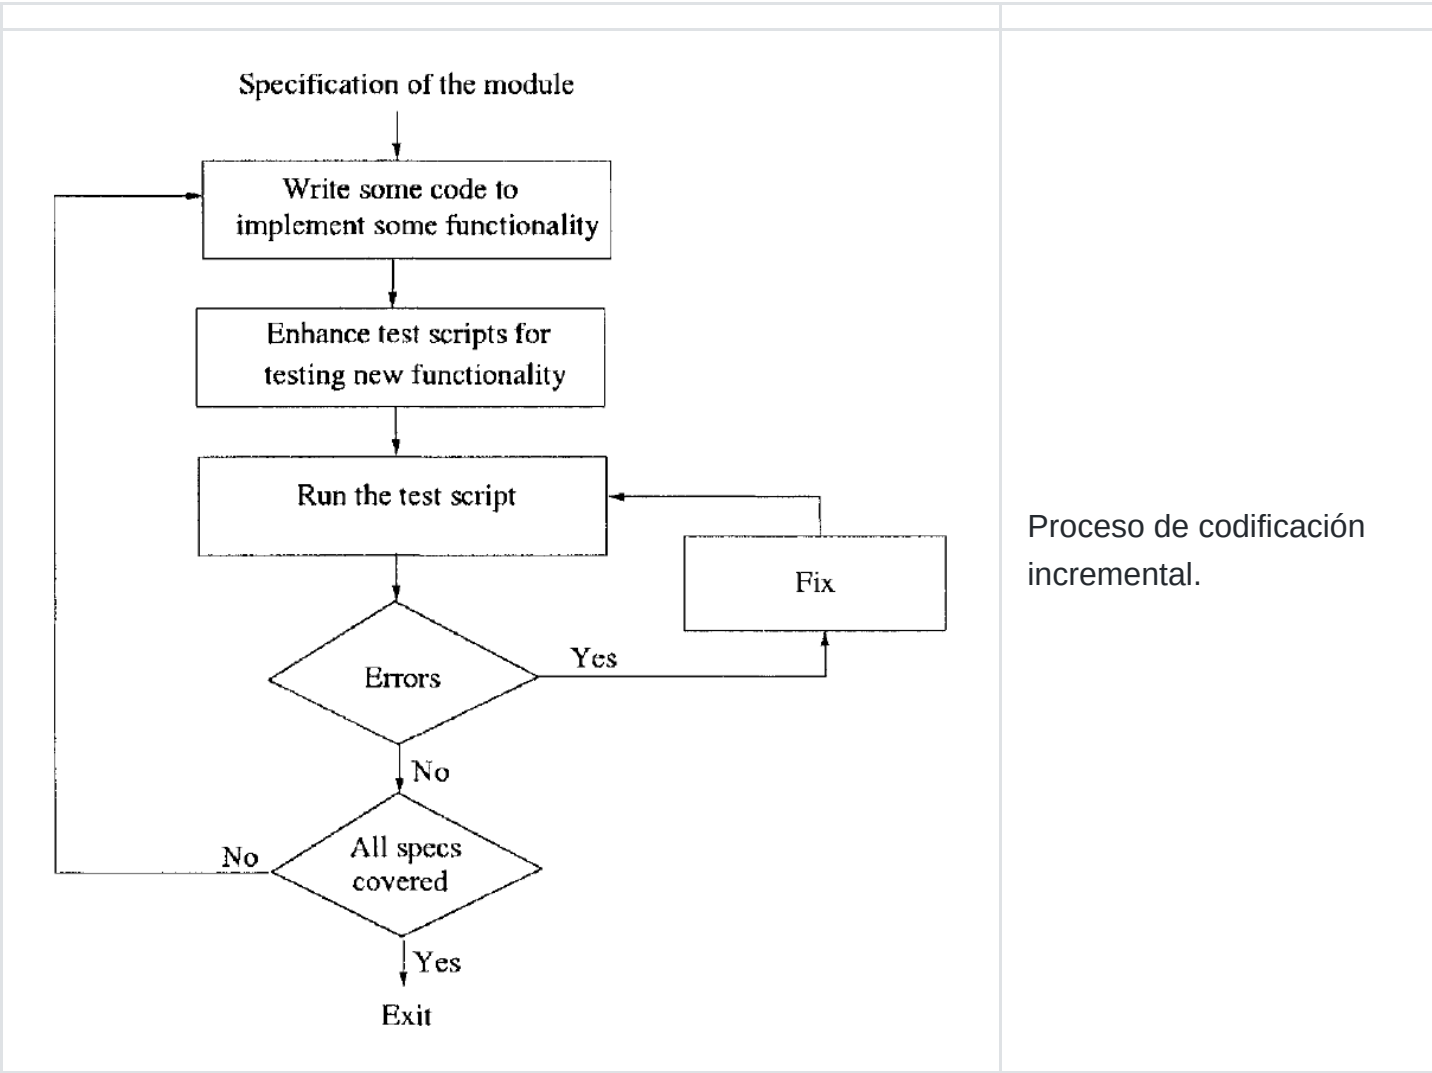 Specification of the module
Write some code to
implement some functionality
Enhance test scripts for
testing new functionality
Run the test script
Fix
Errors
Yes
No
All specs
covered
No
Yes
Exit
Proceso de codificación
incremental.